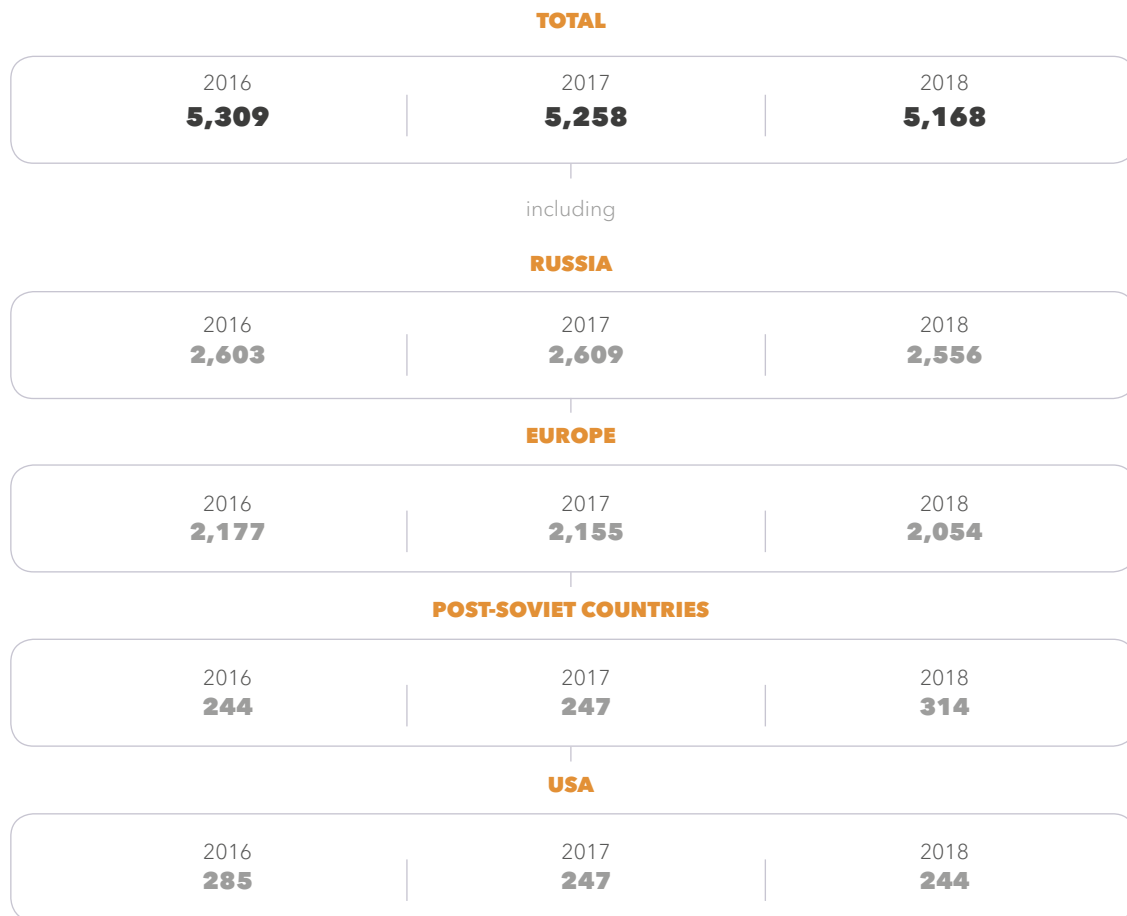 TOTAL
2016 2017 2018
5,309 5,258 5,168
including
RUSSIA
2016 2017 2018
2,603 2,609 2,556
EUROPE
2016 2017 2018
2,177 2,155 2,054
POST-SOVIET COUNTRIES
2016 2017 2018
244 247 314
USA
2016 2017 2018
285 247 244